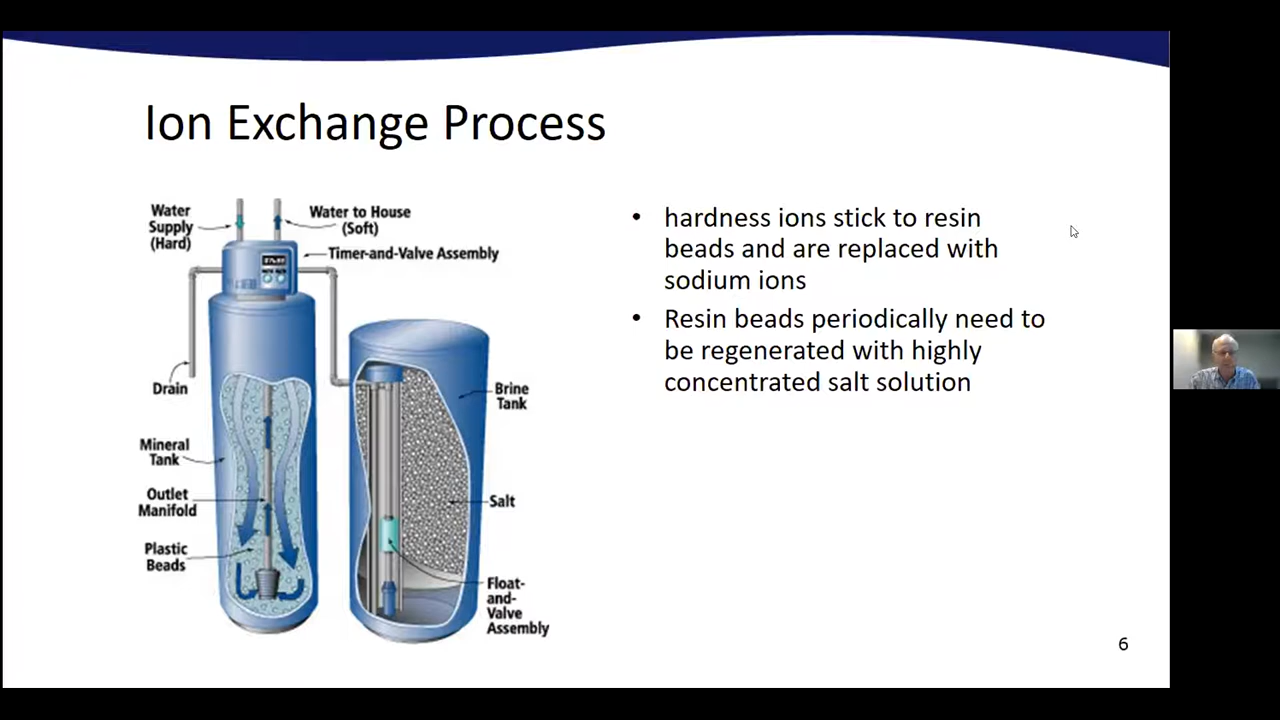 Ion Exchange Process
Water
Supply
(Hard)
Water to House
(Soft)
Timer-and-Valve Assembly
Drain
Mineral
Tank
Outlet
Manifold
Plastic
Beads
Brine
Tank
Salt
Float-
and-
Valve
Assembly
• hardness ions stick to resin
beads and are replaced with
sodium ions
• Resin beads periodically need to
be regenerated with highly
concentrated salt solution
6